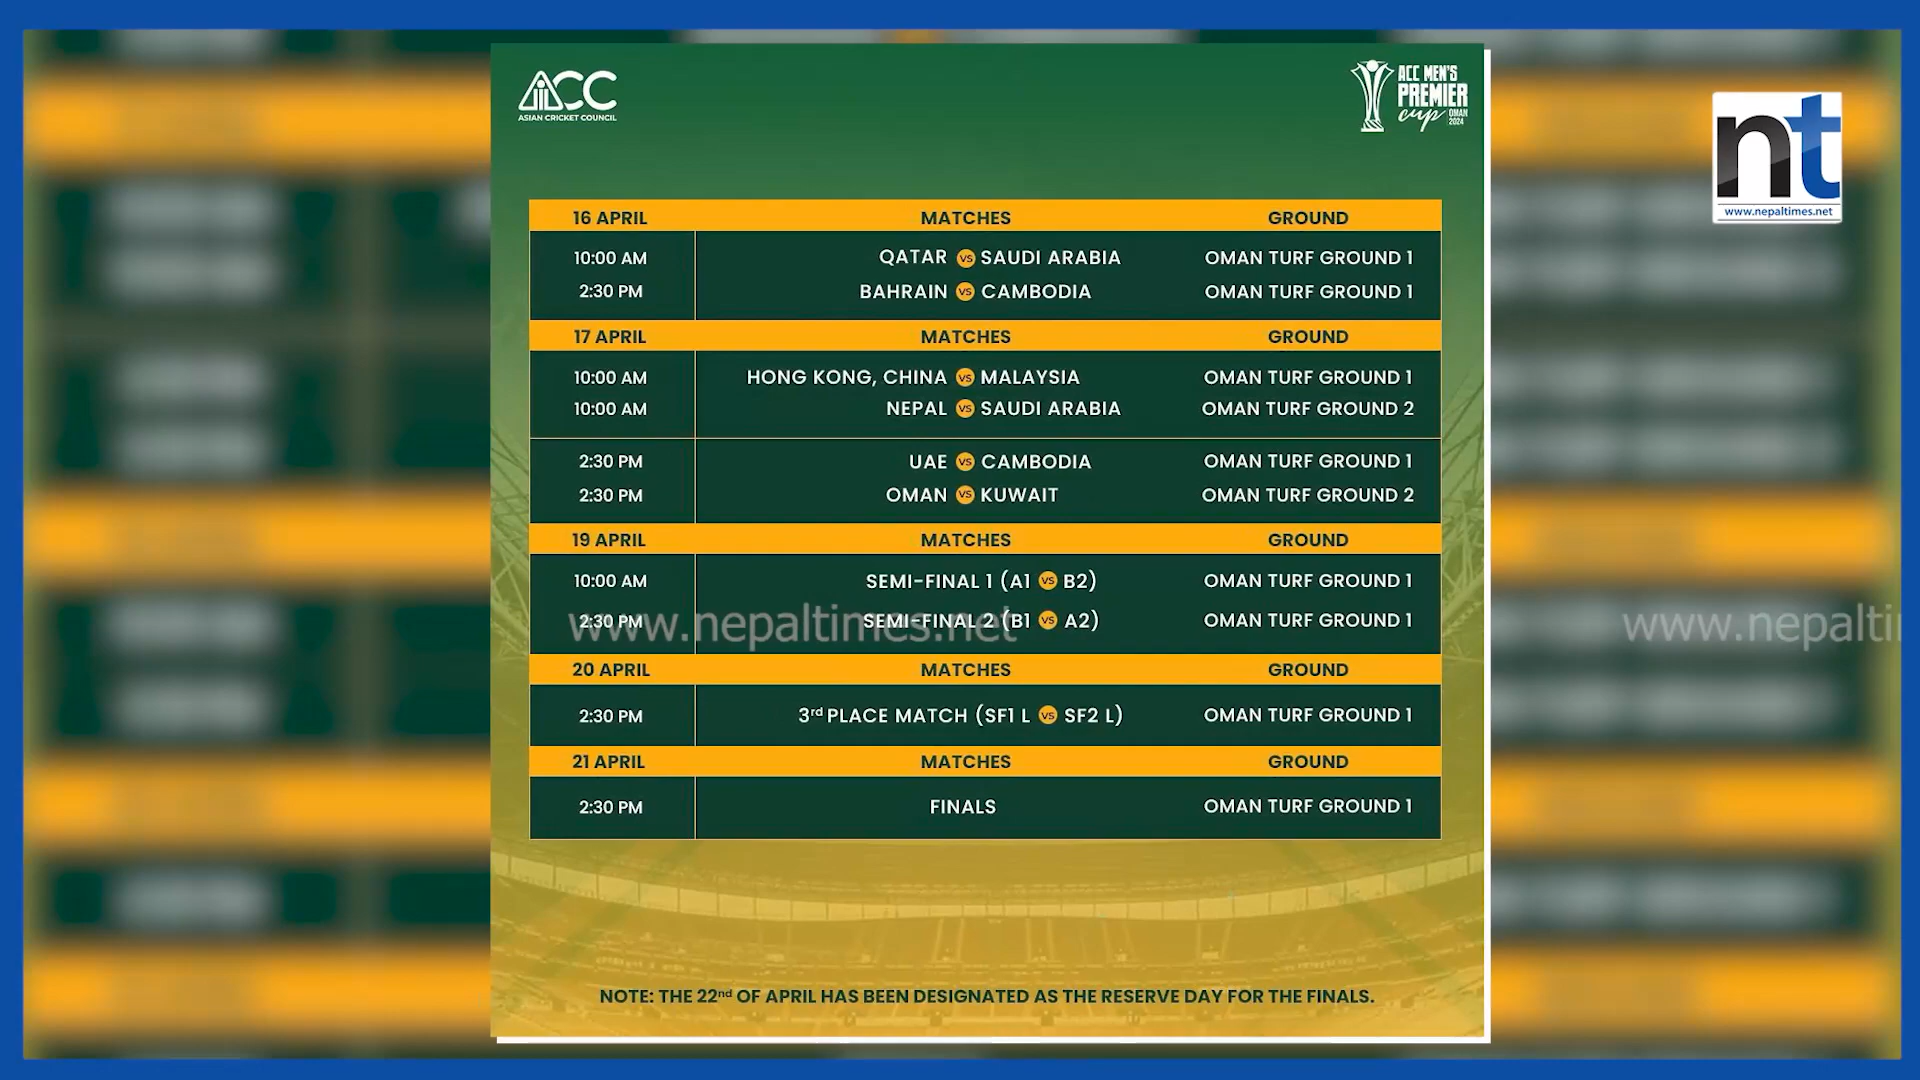 ACC
ASIAN CRICKET COUNCIL
ACC MEN'S
PREMIER
cup OMAN 2024
nt
www.nepaltimes.net
16 APRIL MATCHES GROUND
10:00 AM QATAR VS SAUDI ARABIA OMAN TURF GROUND 1
2:30 PM BAHRAIN VS CAMBODIA OMAN TURF GROUND 1
17 APRIL MATCHES GROUND
10:00 AM HONG KONG, CHINA VS MALAYSIA OMAN TURF GROUND 1
10:00 AM NEPAL VS SAUDI ARABIA OMAN TURF GROUND 2
2:30 PM UAE VS CAMBODIA OMAN TURF GROUND 1
2:30 PM OMAN VS KUWAIT OMAN TURF GROUND 2
19 APRIL MATCHES GROUND
10:00 AM SEMI-FINAL 1 (A1 VS B2) OMAN TURF GROUND 1
2:30 PM SEMI-FINAL 2 (B1 VS A2) OMAN TURF GROUND 1
www.nepaltimes.net www.nepalti
20 APRIL MATCHES GROUND
2:30 PM 3rd PLACE MATCH (SF1 L VS SF2 L) OMAN TURF GROUND 1
21 APRIL MATCHES GROUND
2:30 PM FINALS OMAN TURF GROUND 1
NOTE: THE 22nd OF APRIL HAS BEEN DESIGNATED AS THE RESERVE DAY FOR THE FINALS.